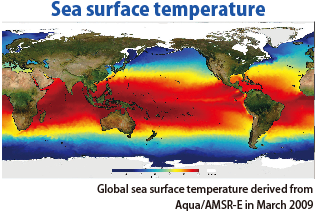 Sea surface temperature
Global sea surface temperature derived from
Aqua/AMSR-E in March 2009